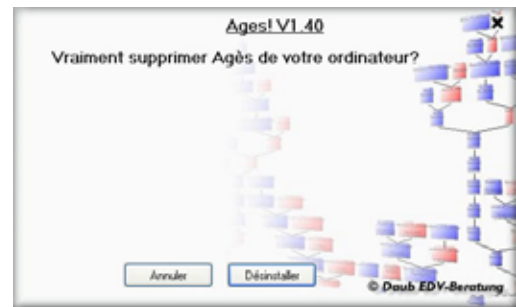 Ages! V1.40
Vraiment supprimer Agès de votre ordinateur?
Annuler
Désinstaller
© Daub EDV-Beratung